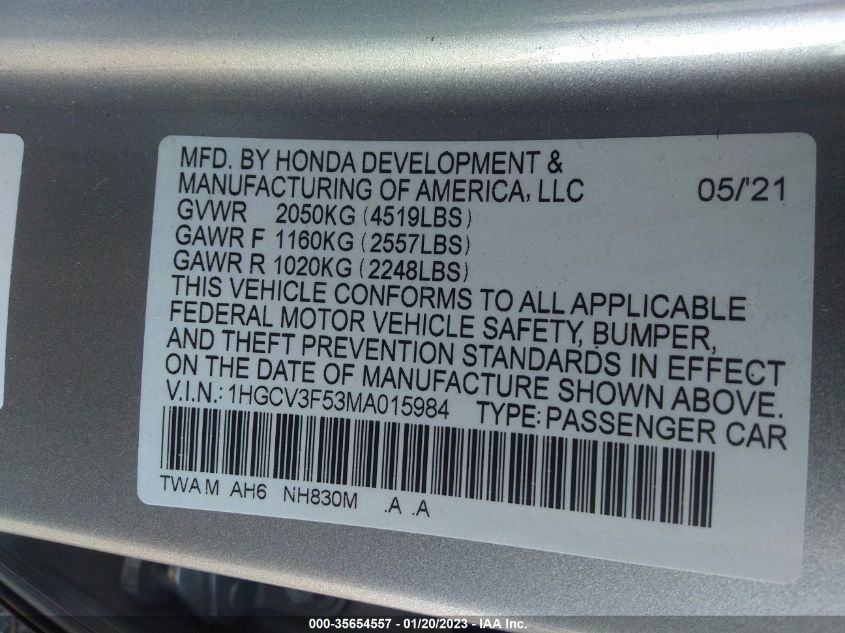 MFD. BY HONDA DEVELOPMENT &
MANUFACTURING OF AMERICA, LLC 05/'21
GVWR 2050KG (4519LBS)
GAWR F 1160KG (2557LBS)
GAWR R 1020KG (2248LBS)
THIS VEHICLE CONFORMS TO ALL APPLICABLE
FEDERAL MOTOR VEHICLE SAFETY, BUMPER,
AND THEFT PREVENTION STANDARDS IN EFFECT
ON THE DATE OF MANUFACTURE SHOWN ABOVE.
V.I.N.: 1HGCV3F53MA015984 TYPE: PASSENGER CAR
TWA M AH6 NH830M .A .A
000-35654557 - 01/20/2023 - IAA Inc.